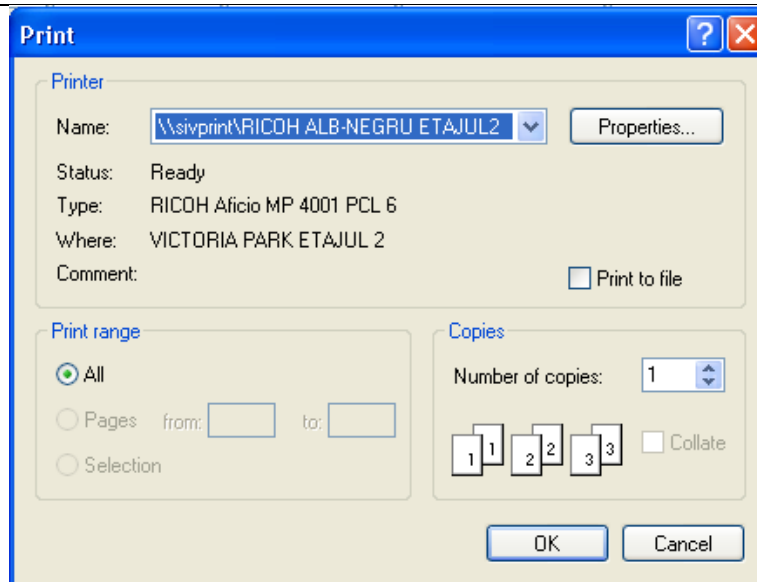 Print
Printer
Name: \\sivprint\RICOH ALB-NEGRU ETAJUL2 Properties...
Status: Ready
Type: RICOH Aficio MP 4001 PCL 6
Where: VICTORIA PARK ETAJUL 2
Comment: Print to file
Print range
All
Pages from: to:
Selection
Copies
Number of copies: 1
1 1 2 2 3 3 Collate
OK Cancel